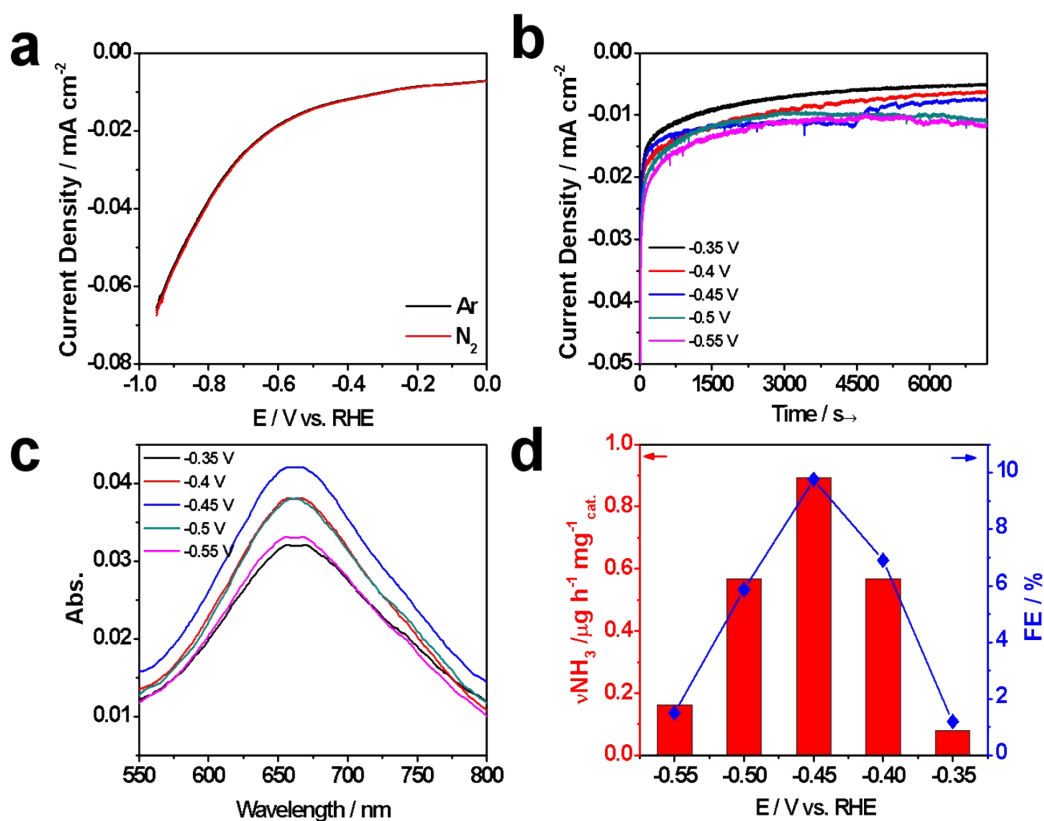 a
0.00
-0.02
-0.04
-0.06
-0.08
-1.0 -0.8 -0.6 -0.4 -0.2 0.0
Current Density / mA cm⁻²
E / V vs. RHE
Ar
N₂
b
0.00
-0.01
-0.02
-0.03
-0.04
-0.05
0 1500 3000 4500 6000
Current Density / mA cm⁻²
Time / s→
-0.35 V
-0.4 V
-0.45 V
-0.5 V
-0.55 V
c
0.04
0.03
0.02
0.01
550 600 650 700 750 800
Abs.
Wavelength / nm
-0.35 V
-0.4 V
-0.45 V
-0.5 V
-0.55 V
d
1.0
0.8
0.6
0.4
0.2
0.0
-0.55 -0.50 -0.45 -0.40 -0.35
νNH₃ /μg h⁻¹ mg⁻¹cat.
E / V vs. RHE
10
8
6
4
2
0
FE / %